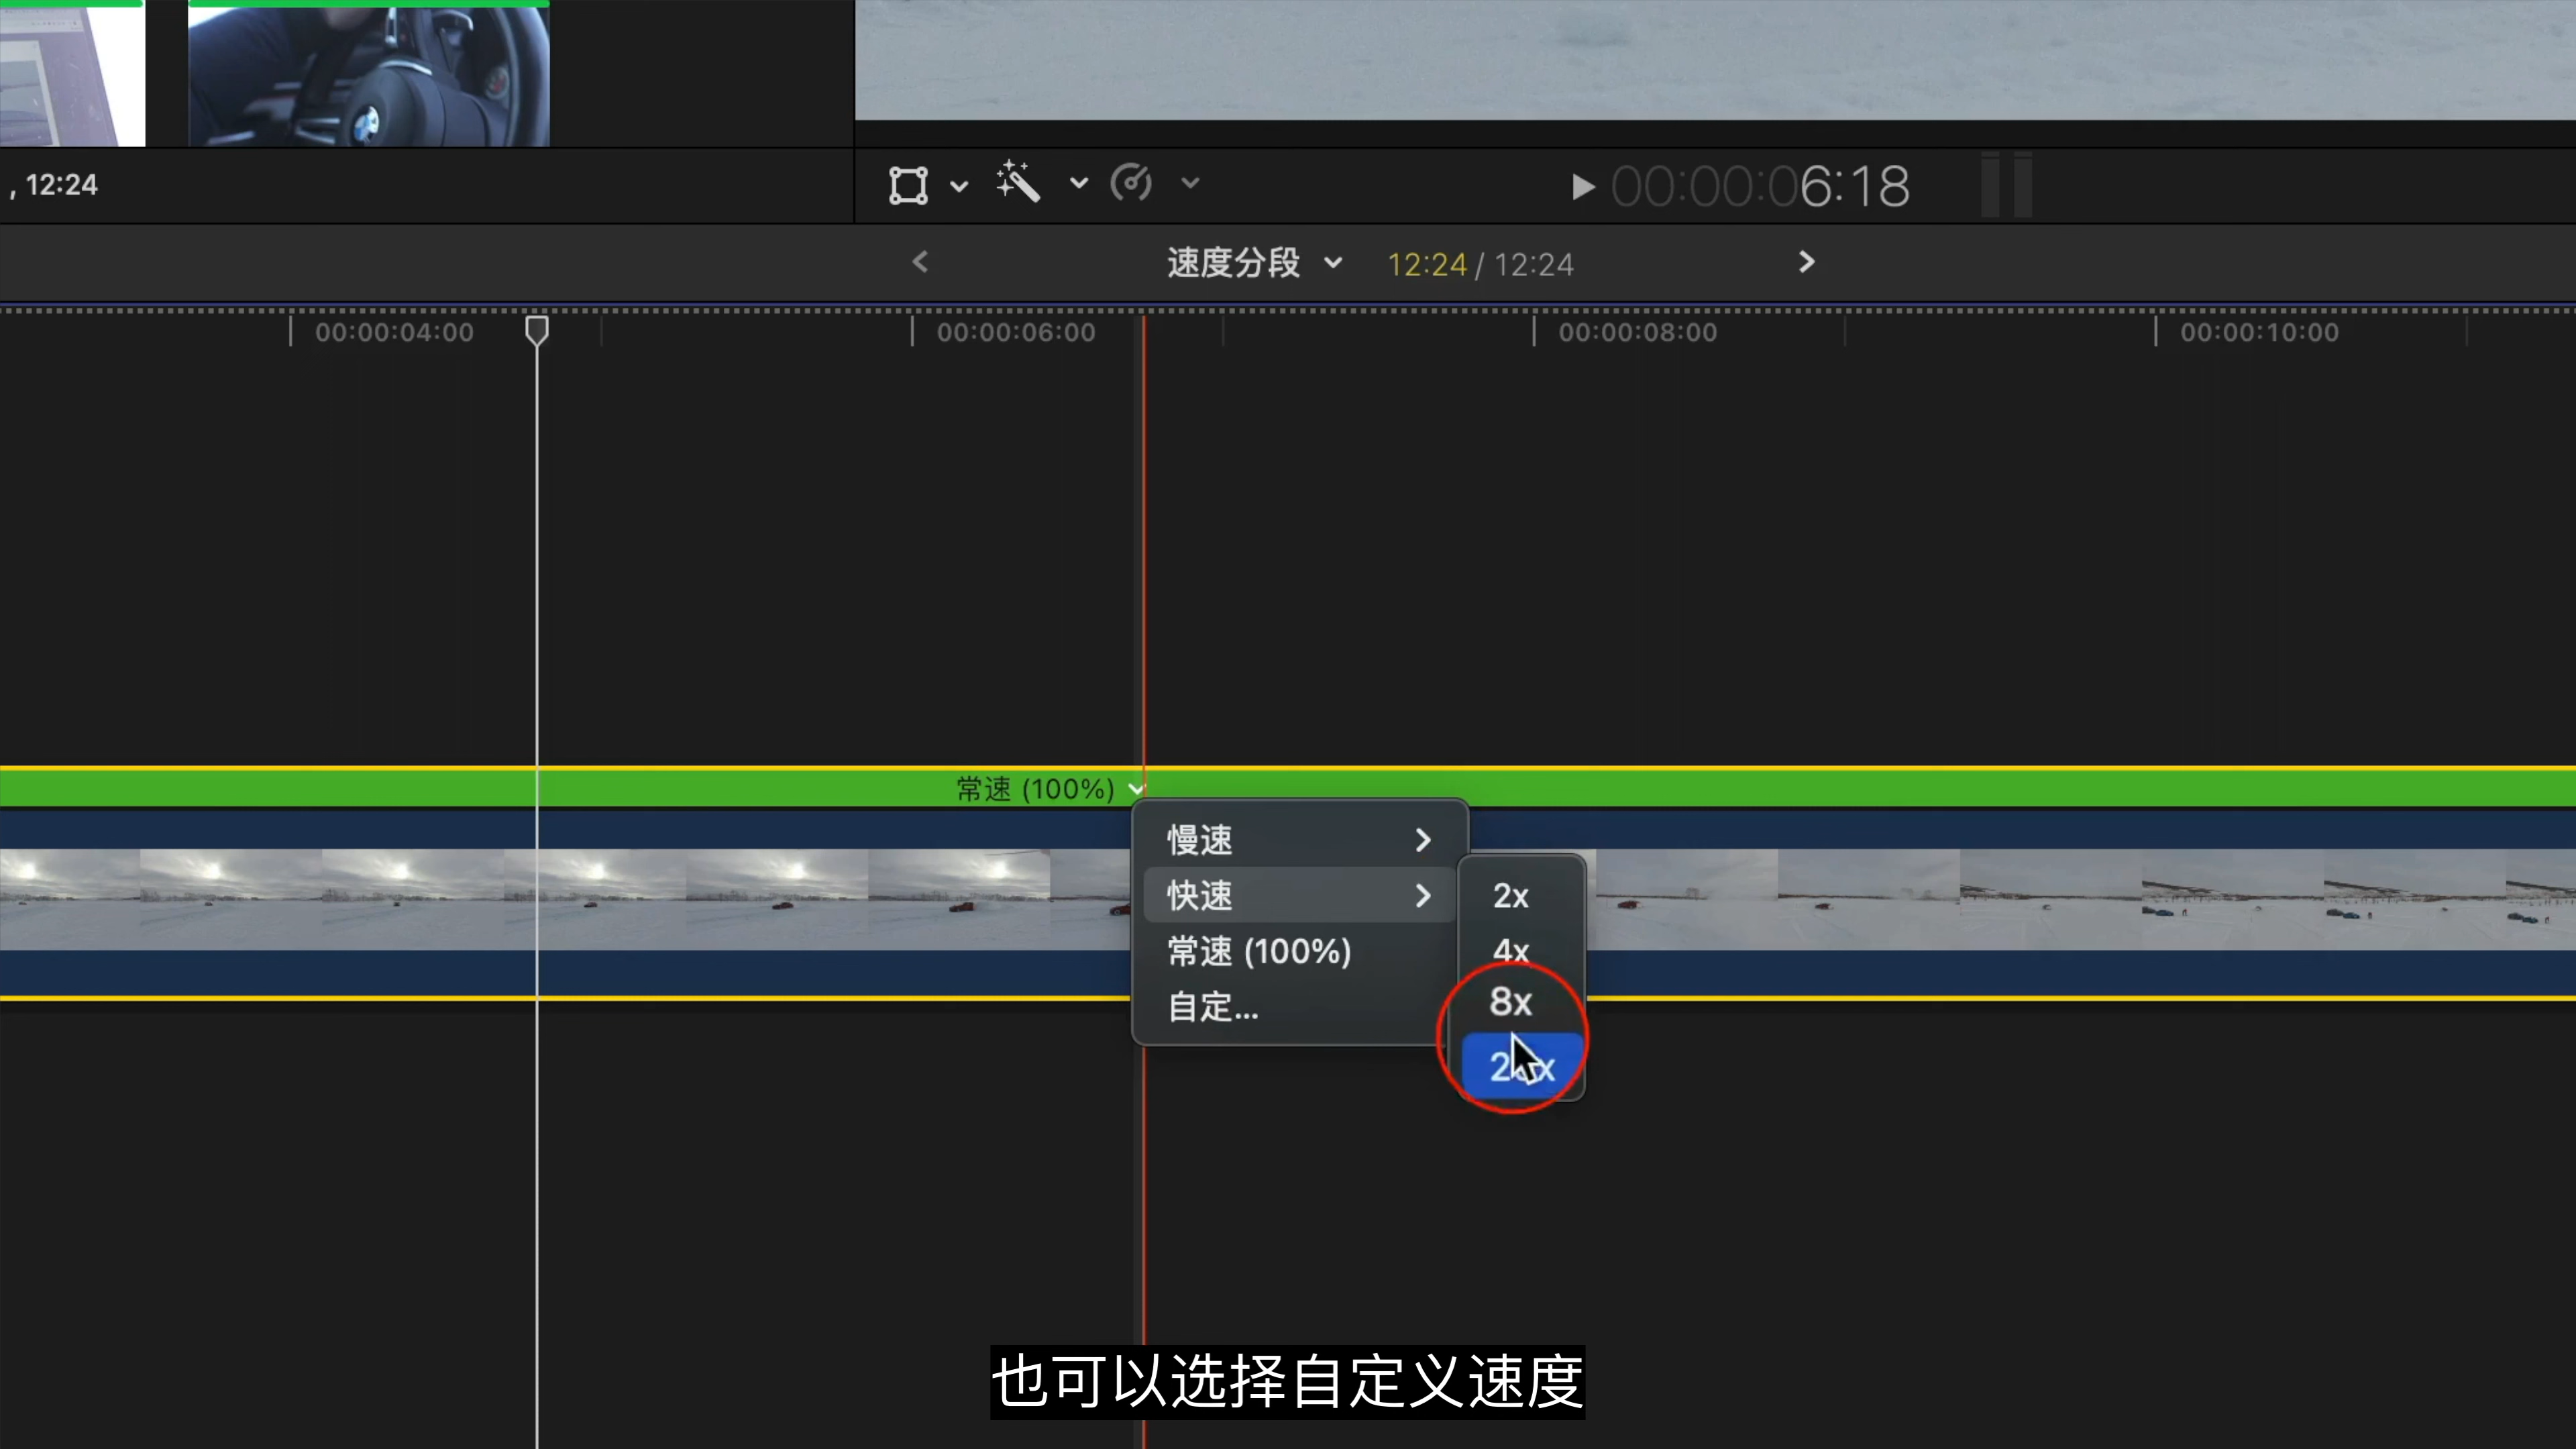 , 12:24
00:00:06:18
速度分段 12:24 / 12:24
00:00:04:00 00:00:06:00 00:00:08:00 00:00:10:00
常速 (100%)
慢速
快速
常速 (100%)
自定...
2x
4x
8x
也可以选择自定义速度